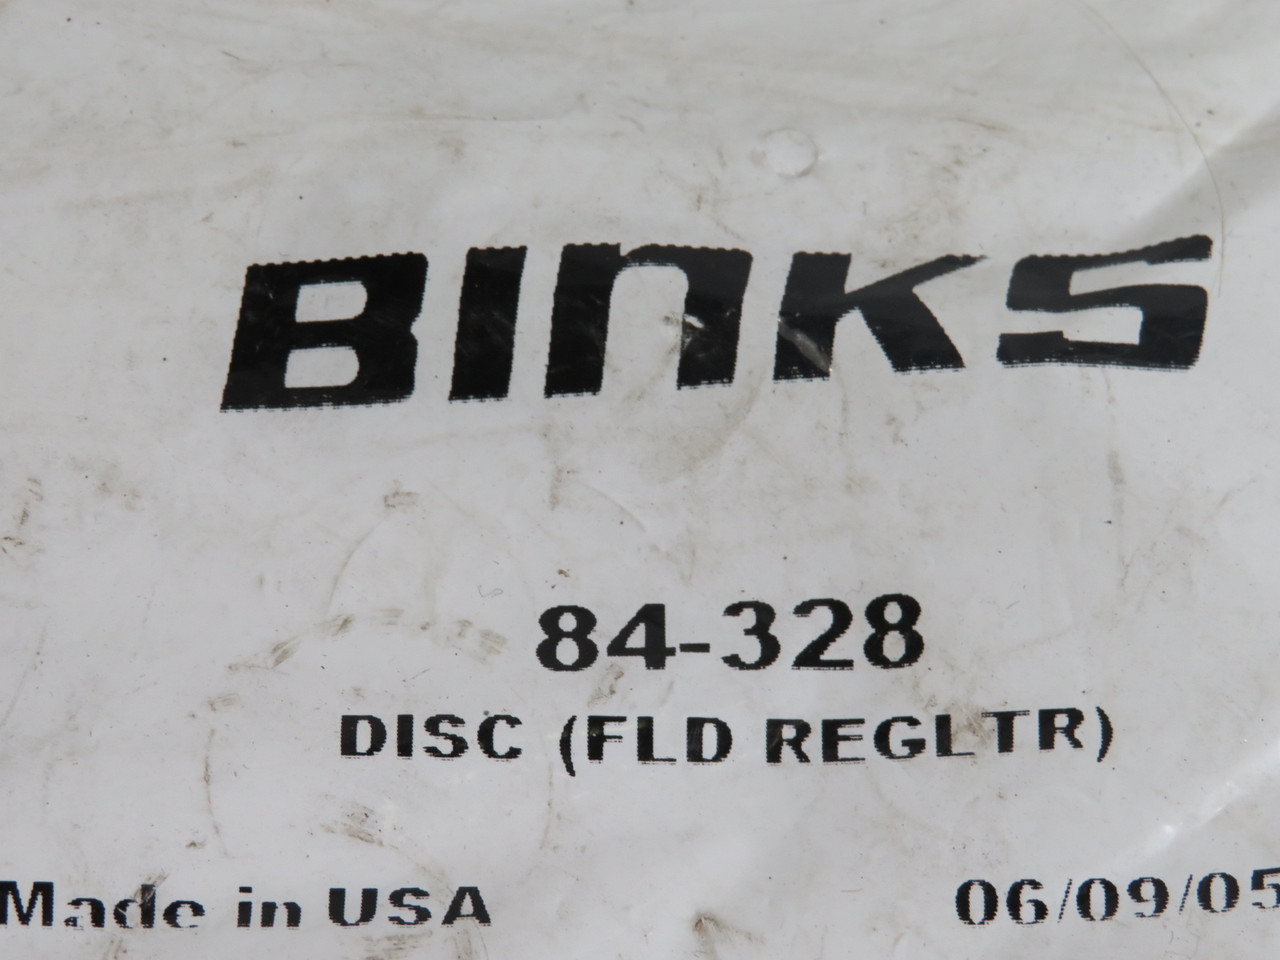 BINKS
84-328
DISC (FLD REGLTR)
Made in USA 06/09/05